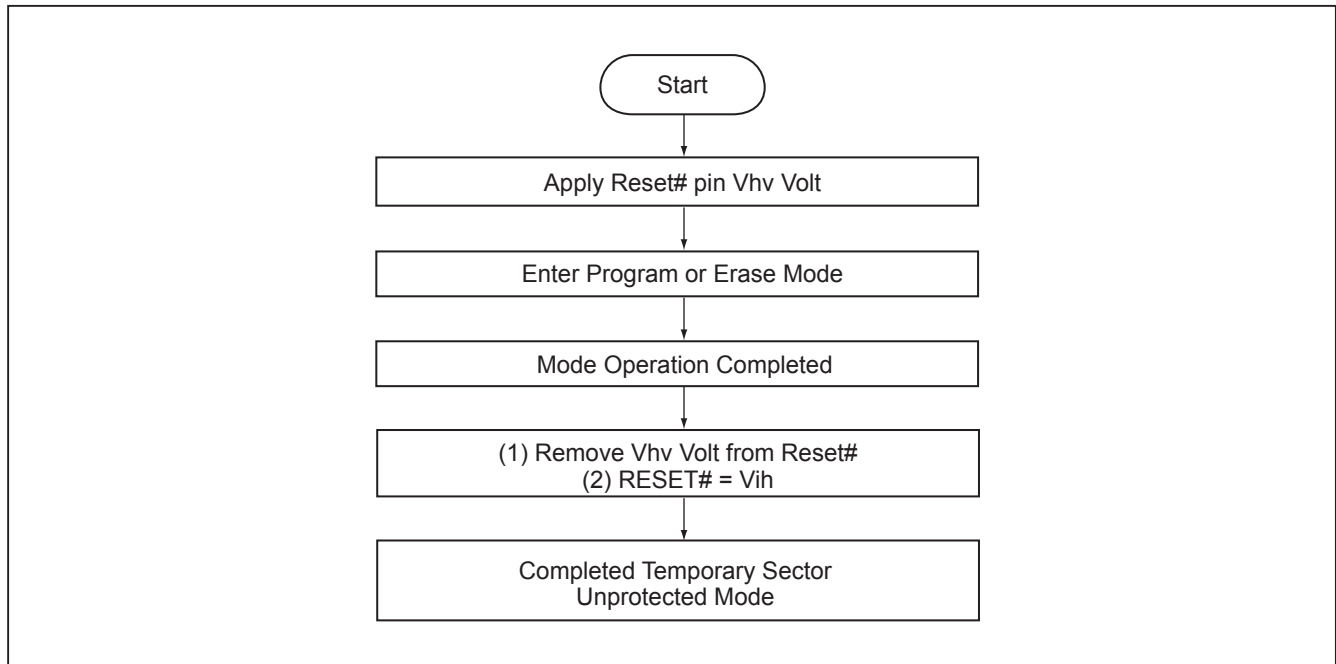 Start
Apply Reset# pin Vhv Volt
Enter Program or Erase Mode
Mode Operation Completed
(1) Remove Vhv Volt from Reset#
(2) RESET# = Vih
Completed Temporary Sector
Unprotected Mode